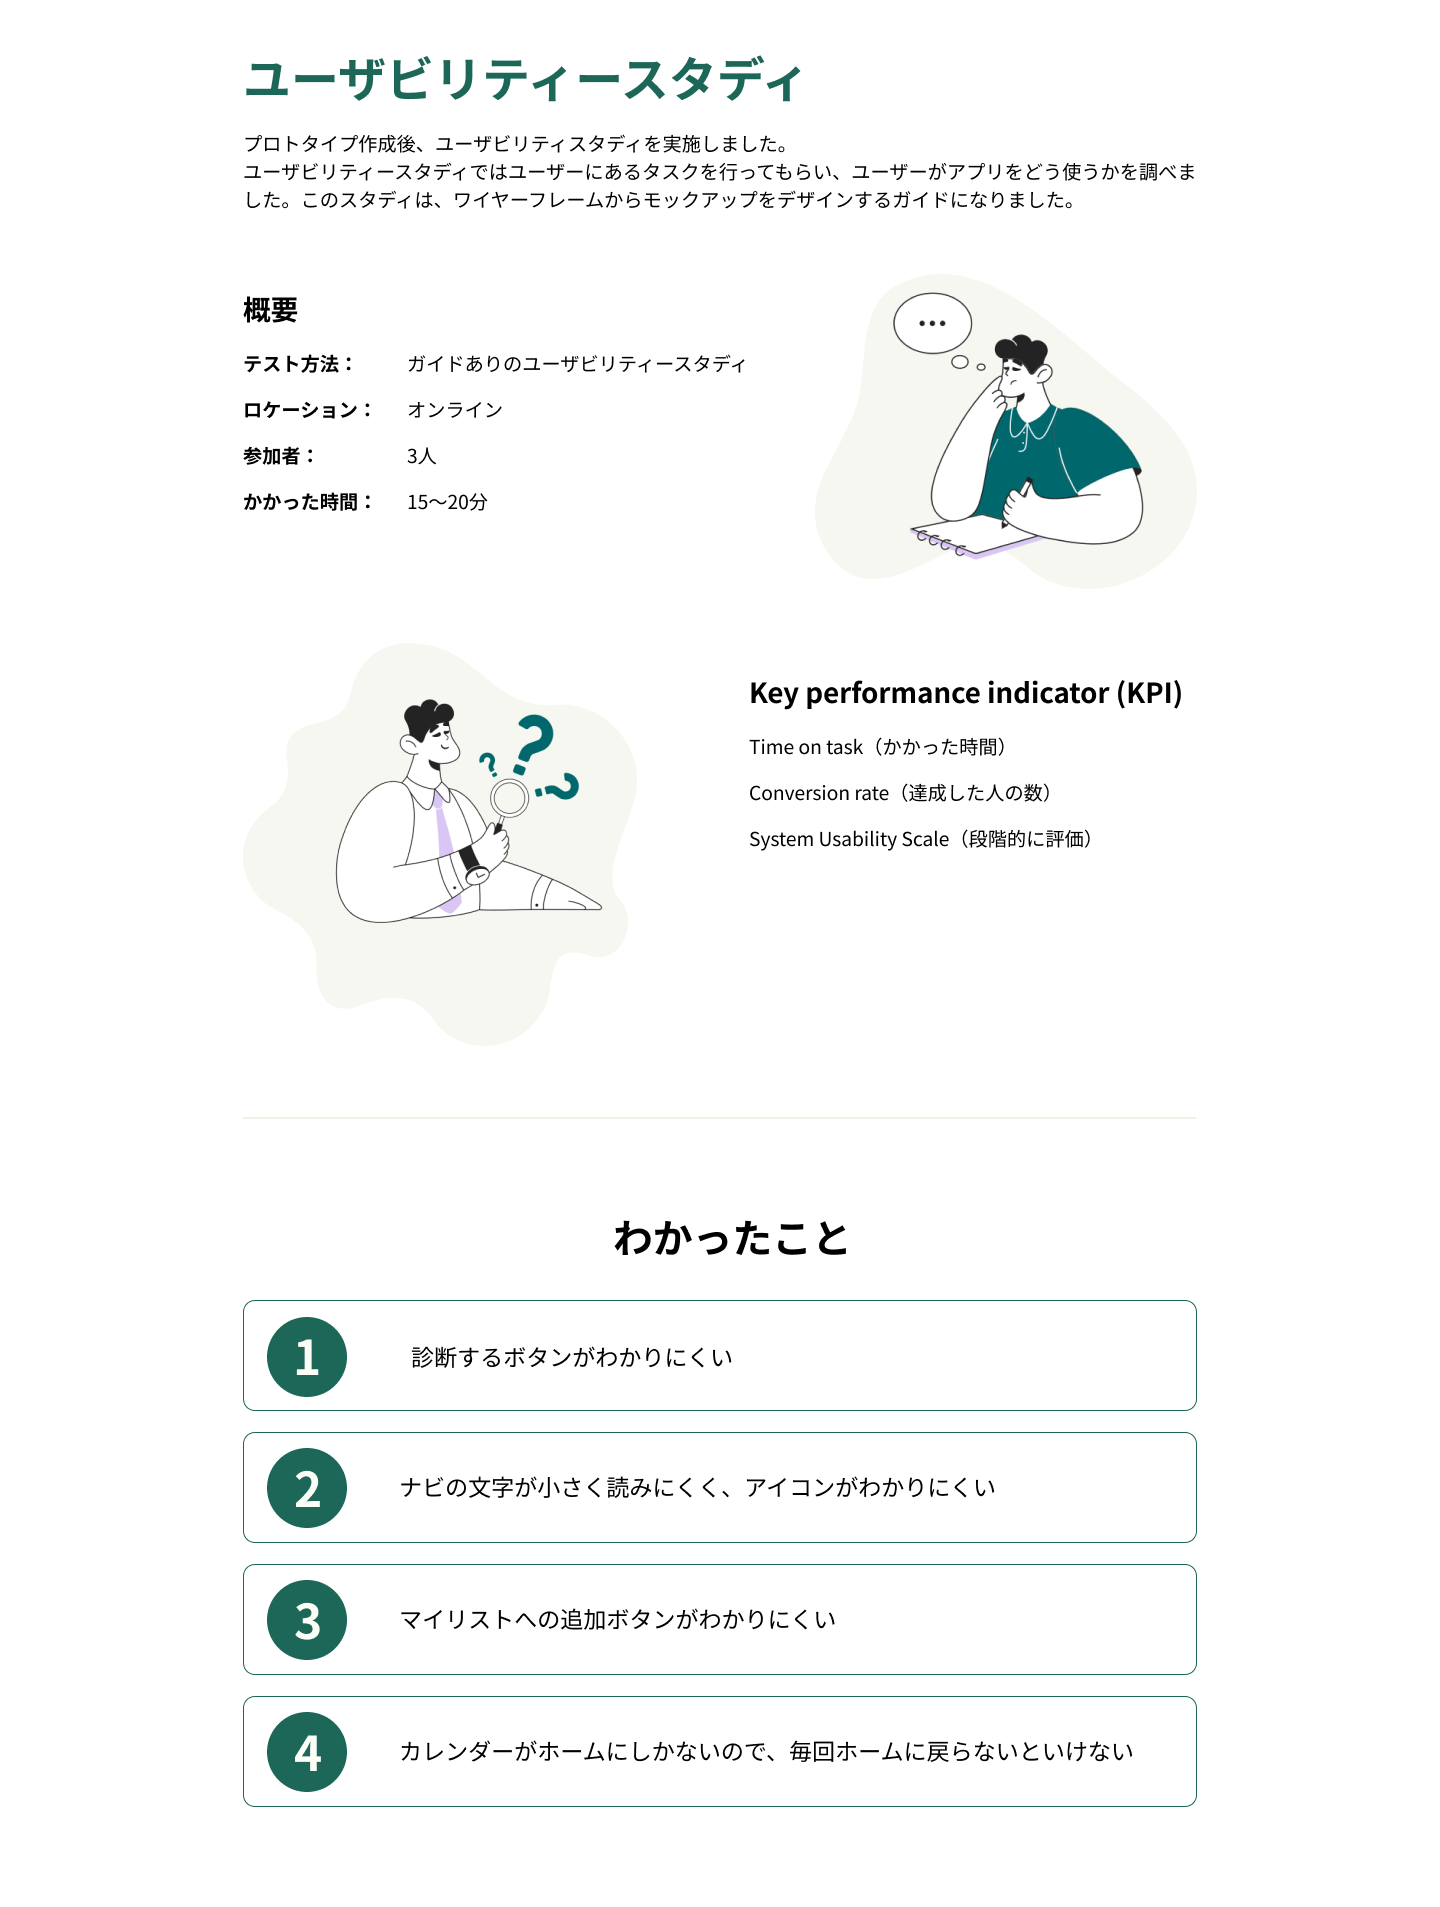 ユーザビリティースタディ
プロトタイプ作成後、ユーザビリティスタディを実施しました。
ユーザビリティースタディではユーザーにあるタスクを行ってもらい、ユーザーがアプリをどう使うかを調べま
した。このスタディは、ワイヤーフレームからモックアップをデザインするガイドになりました。
概要
テスト方法： ガイドありのユーザビリティースタディ
ロケーション： オンライン
参加者： 3人
かかった時間： 15〜20分
Key performance indicator (KPI)
Time on task（かかった時間）
Conversion rate（達成した人の数）
System Usability Scale（段階的に評価）
わかったこと
1 診断するボタンがわかりにくい
2 ナビの文字が小さく読みにくく、アイコンがわかりにくい
3 マイリストへの追加ボタンがわかりにくい
4 カレンダーがホームにしかないので、毎回ホームに戻らないといけない